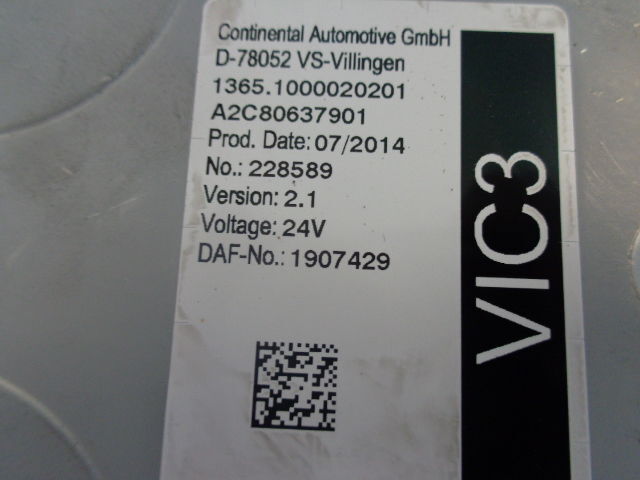 Continental Automotive GmbH
D-78052 VS-Villingen
1365.1000020201
A2C80637901
Prod. Date: 07/2014
No.: 228589
Version: 2.1
Voltage: 24V
DAF-No.: 1907429
VIC3